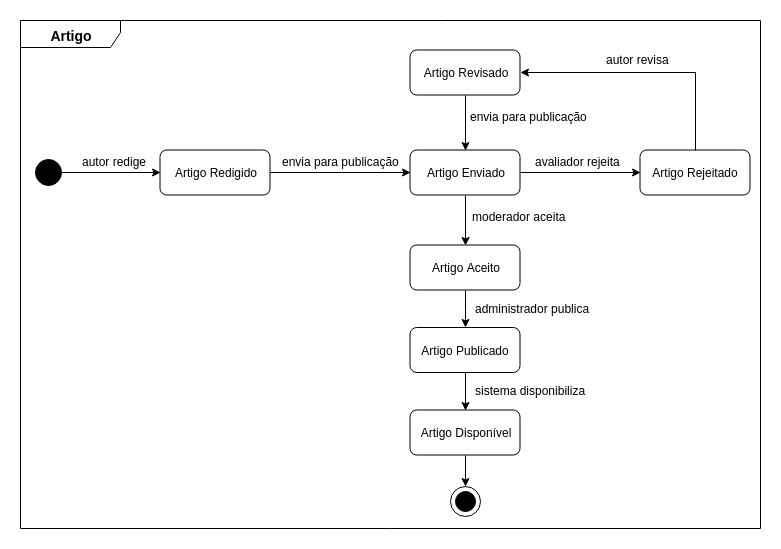 Artigo
Artigo Revisado
autor revisa
envia para publicação
autor redige
Artigo Redigido
envia para publicação
Artigo Enviado
avaliador rejeita
Artigo Rejeitado
moderador aceita
Artigo Aceito
administrador publica
Artigo Publicado
sistema disponibiliza
Artigo Disponível